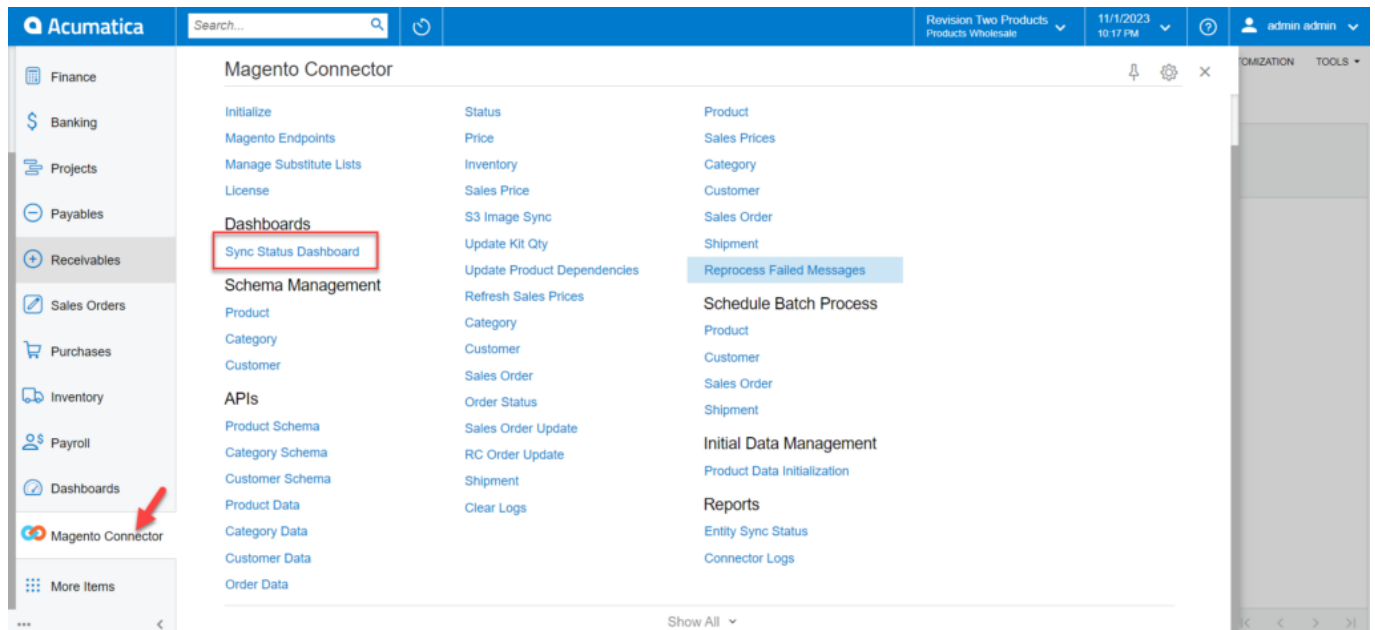 Acumatica
Search...
Revision Two Products
Products Wholesale
11/1/2023
10:17 PM
admin admin
Finance
Banking
Projects
Payables
Receivables
Sales Orders
Purchases
Inventory
Payroll
Dashboards
Magento Connector
More Items
Magento Connector
OMIZATION TOOLS
Initialize
Magento Endpoints
Manage Substitute Lists
License
Dashboards
Sync Status Dashboard
Schema Management
Product
Category
Customer
APIs
Product Schema
Category Schema
Customer Schema
Product Data
Category Data
Customer Data
Order Data
Status
Price
Inventory
Sales Price
S3 Image Sync
Update Kit Qty
Update Product Dependencies
Refresh Sales Prices
Category
Customer
Sales Order
Order Status
Sales Order Update
RC Order Update
Shipment
Clear Logs
Product
Sales Prices
Category
Customer
Sales Order
Shipment
Reprocess Failed Messages
Schedule Batch Process
Product
Customer
Sales Order
Shipment
Initial Data Management
Product Data Initialization
Reports
Entity Sync Status
Connector Logs
Show All